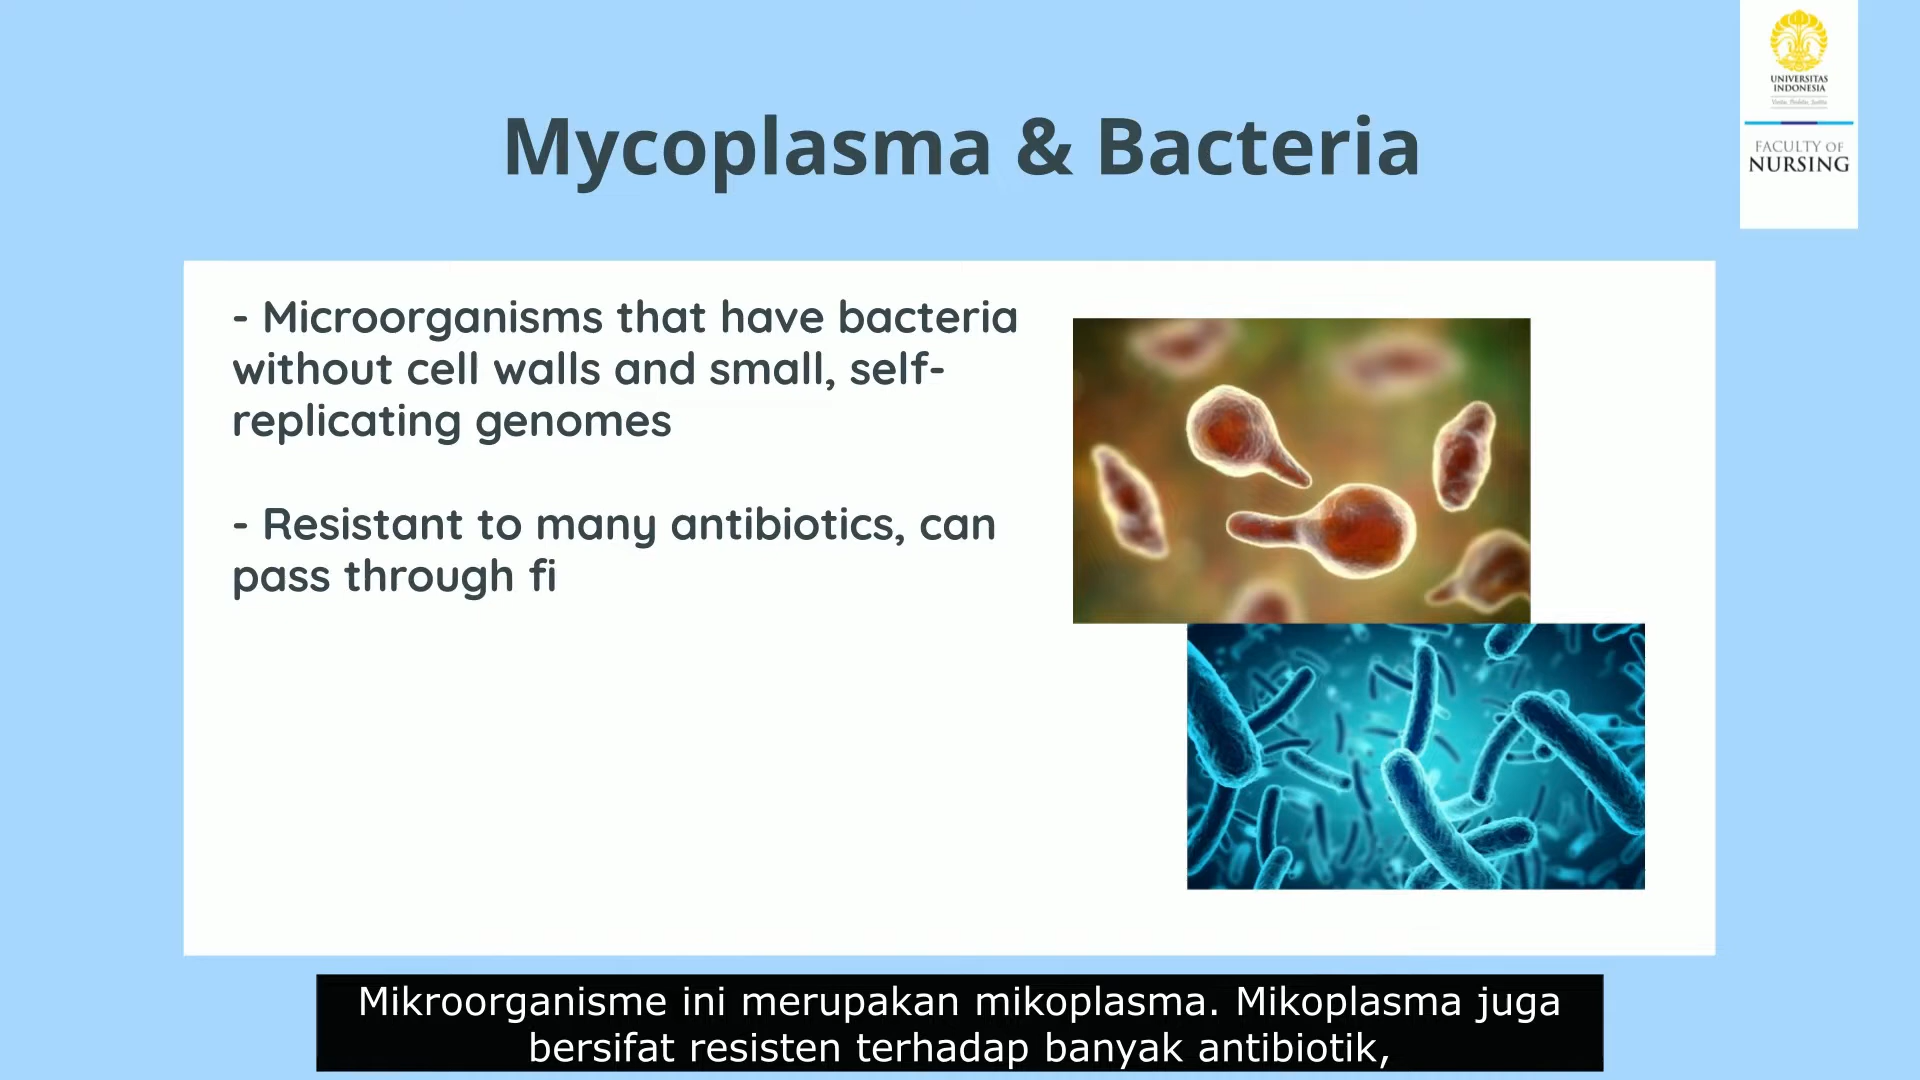 UNIVERSITAS
INDONESIA
FACULTY OF
NURSING
Mycoplasma & Bacteria
- Microorganisms that have bacteria
without cell walls and small, self-
replicating genomes
- Resistant to many antibiotics, can
pass through fi
Mikroorganisme ini merupakan mikoplasma. Mikoplasma juga
bersifat resisten terhadap banyak antibiotik,